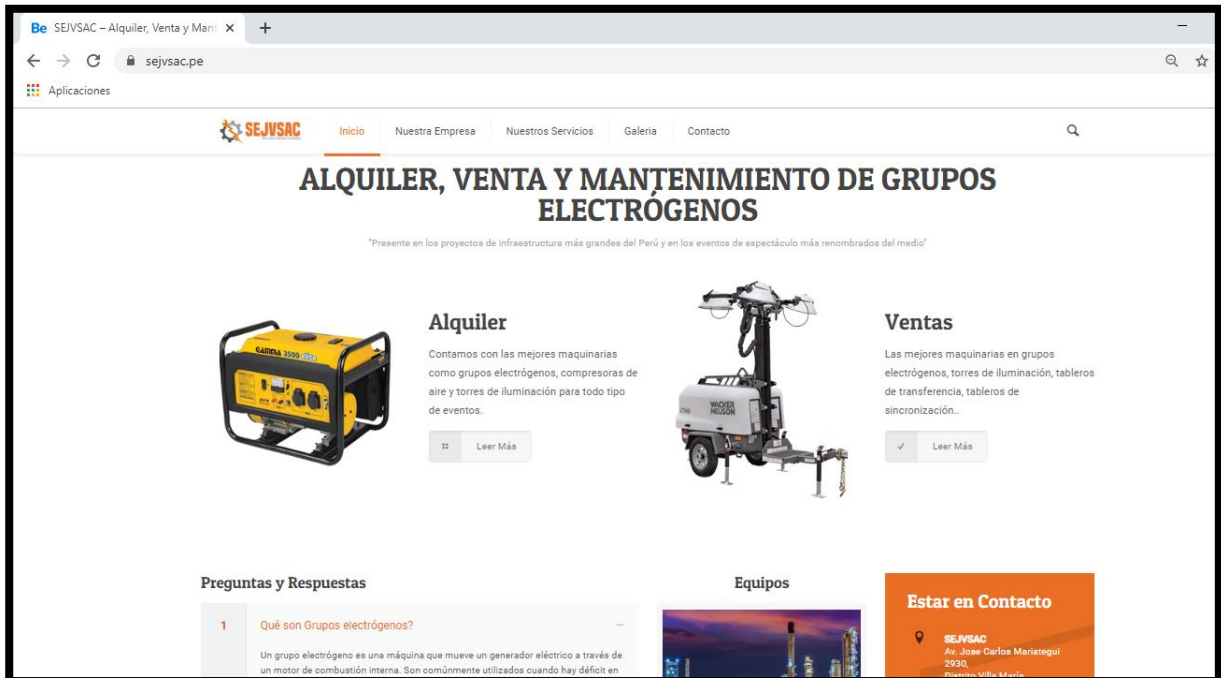 Be SEJVSAC – Alquiler, Venta y Mant
sejvsac.pe
Aplicaciones
SEJVSAC
Inicio
Nuestra Empresa
Nuestros Servicios
Galeria
Contacto
ALQUILER, VENTA Y MANTENIMIENTO DE GRUPOS
ELECTRÓGENOS
"Presente en los proyectos de infraestructura más grandes del Perú y en los eventos de espectáculo más renombrados del medio"
GAMMA 3500 elite
Alquiler
Contamos con las mejores maquinarias
como grupos electrógenos, compresoras de
aire y torres de iluminación para todo tipo
de eventos.
Leer Más
WACKER
NEUSON
Ventas
Las mejores maquinarias en grupos
electrógenos, torres de iluminación, tableros
de transferencia, tableros de
sincronización..
Leer Más
Preguntas y Respuestas
1 Qué son Grupos electrógenos?
Un grupo electrógeno es una máquina que mueve un generador eléctrico a través de
un motor de combustión interna. Son comúnmente utilizados cuando hay déficit en
Equipos
Estar en Contacto
SEJVSAC
Av. Jose Carlos Mariategui
2930,
Distrito Villa María